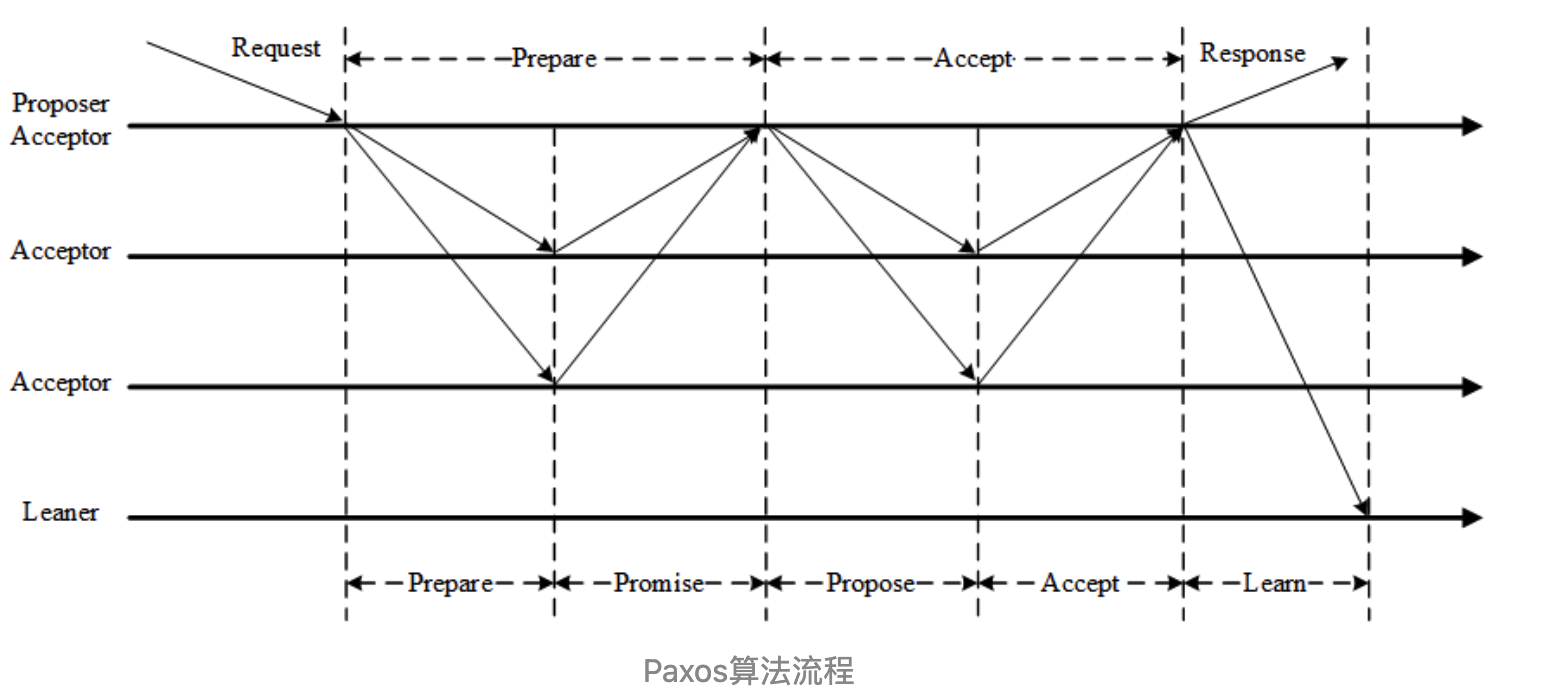 Request
Prepare
Accept
Response
Proposer
Acceptor
Acceptor
Acceptor
Leaner
Prepare
Promise
Propose
Accept
Learn
Paxos算法流程